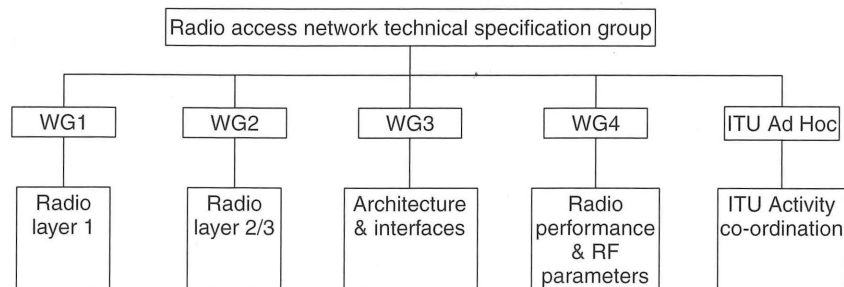 Radio access network technical specification group
WG1
WG2
WG3
WG4
ITU Ad Hoc
Radio
layer 1
Radio
layer 2/3
Architecture
& interfaces
Radio
performance
& RF
parameters
ITU Activity
co-ordination